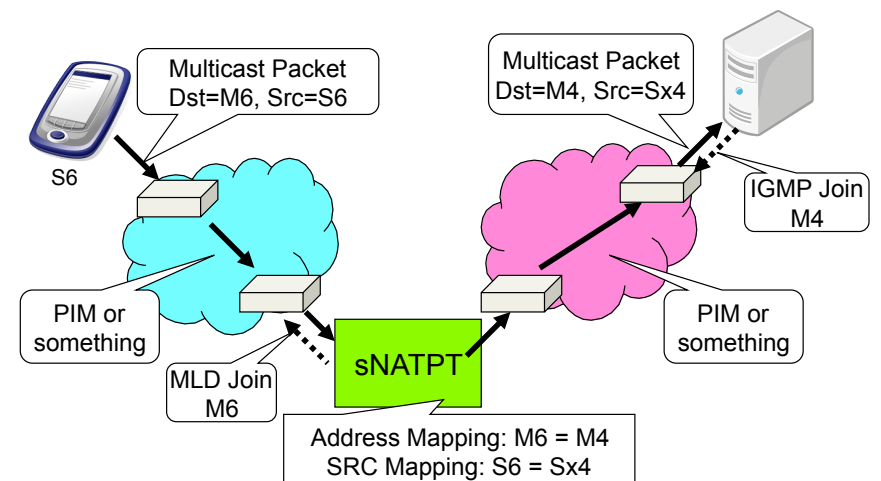 Multicast Packet
Dst=M6, Src=S6
Multicast Packet
Dst=M4, Src=Sx4
S6
IGMP Join
M4
PIM or
something
PIM or
something
MLD Join
M6
sNATPT
Address Mapping: M6 = M4
SRC Mapping: S6 = Sx4